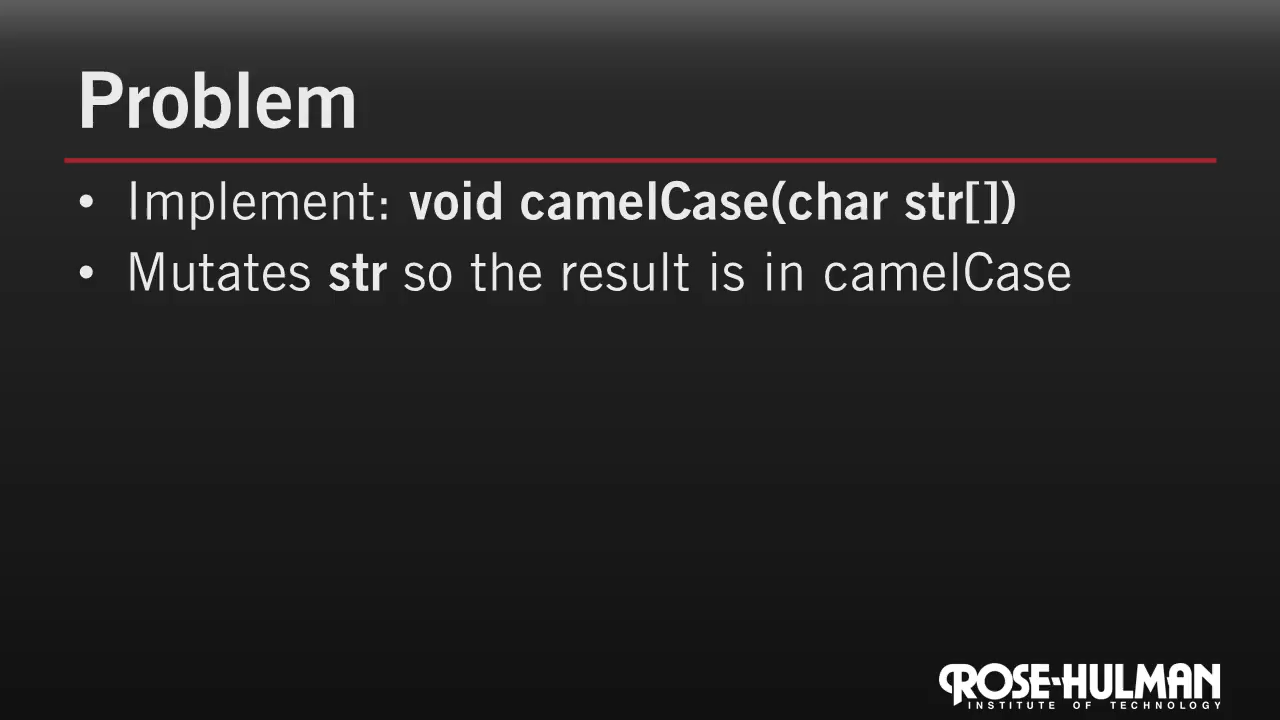 Problem
• Implement: void camelCase(char str[])
• Mutates str so the result is in camelCase
ROSE-HULMAN
INSTITUTE OF TECHNOLOGY